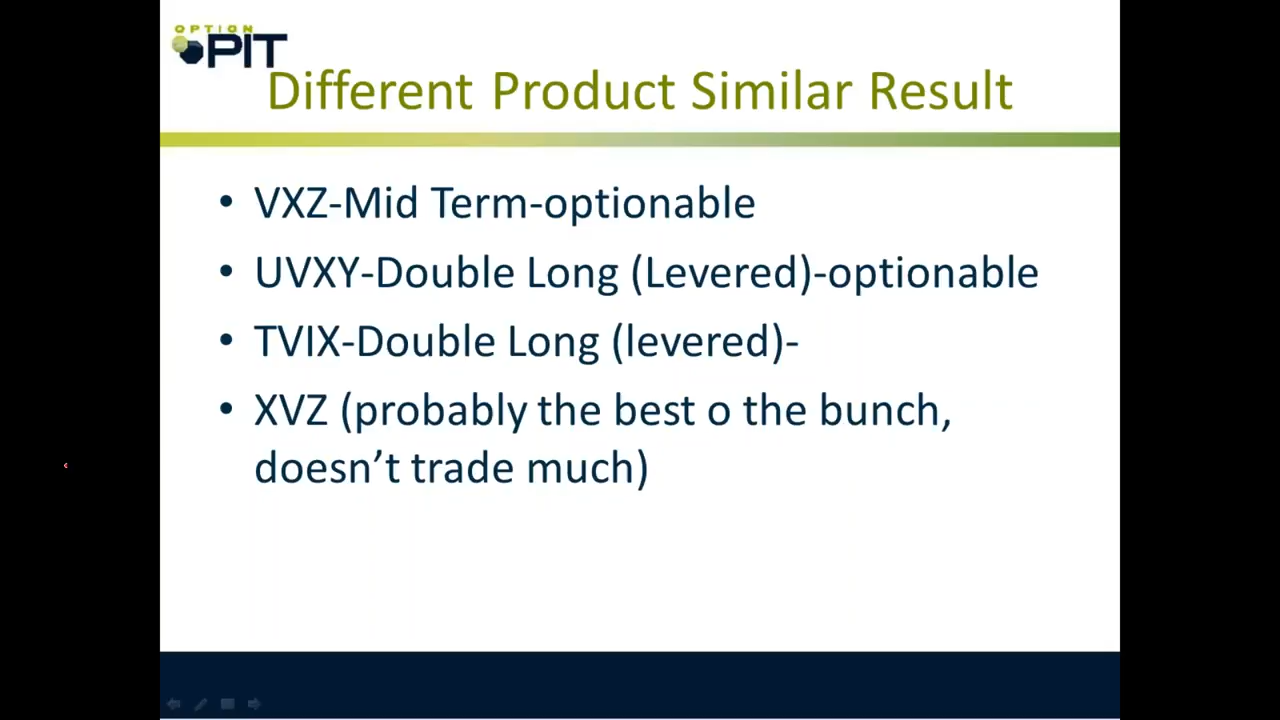 OPTION
PIT
Different Product Similar Result
• VXZ-Mid Term-optionable
• UVXY-Double Long (Levered)-optionable
• TVIX-Double Long (levered)-
• XVZ (probably the best o the bunch,
doesn’t trade much)